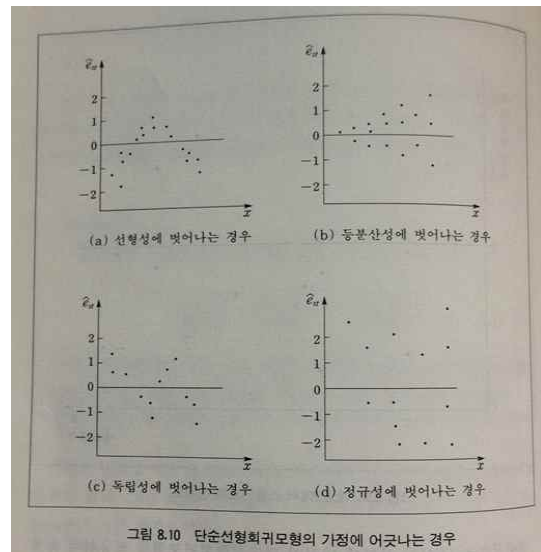 ê_st
2
1
0
−1
−2
x
(a) 선형성에 벗어나는 경우
ê_st
2
1
0
−1
−2
x
(b) 등분산성에 벗어나는 경우
ê_st
2
1
0
−1
−2
x
(c) 독립성에 벗어나는 경우
ê_st
2
1
0
−1
−2
x
(d) 정규성에 벗어나는 경우
그림 8.10 단순선형회귀모형의 가정에 어긋나는 경우